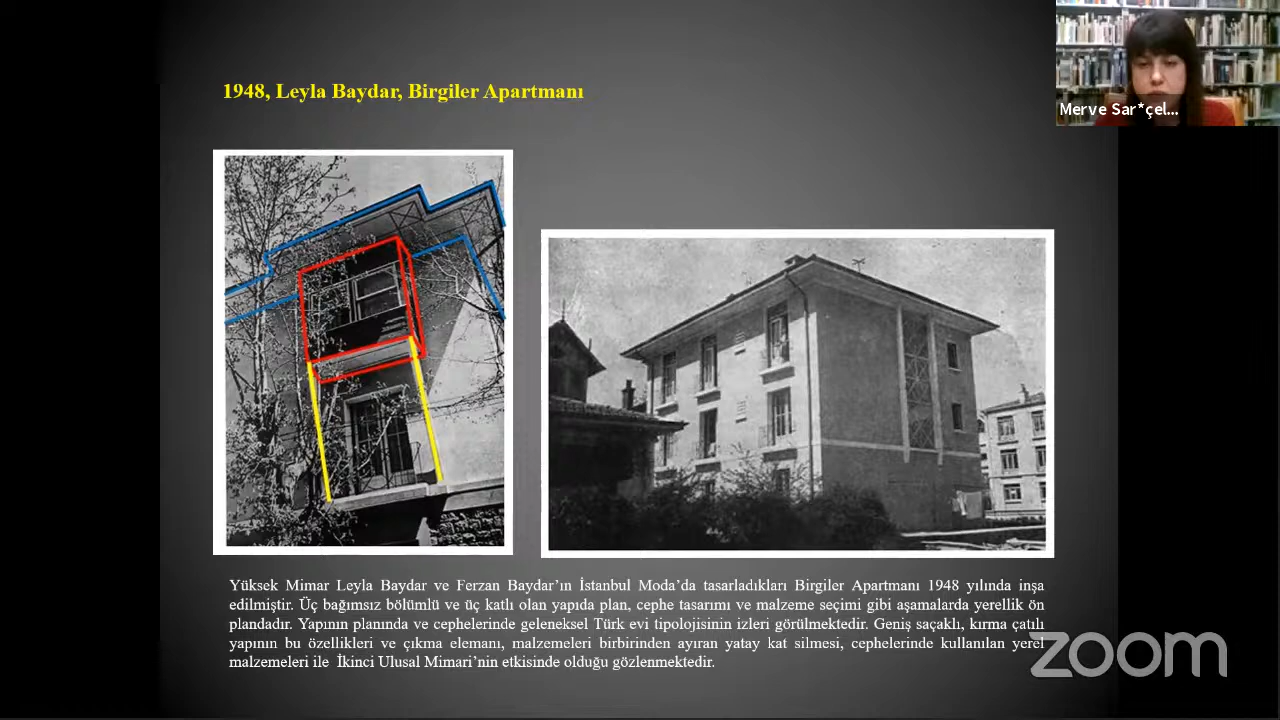 1948, Leyla Baydar, Birgiler Apartmanı
Merve Sar*çel...
Yüksek Mimar Leyla Baydar ve Ferzan Baydar’ın İstanbul Moda’da tasarladıkları Birgiler Apartmanı 1948 yılında inşa
edilmiştir. Üç bağımsız bölümlü ve üç katlı olan yapıda plan, cephe tasarımı ve malzeme seçimi gibi aşamalarda yerellik ön
plandadır. Yapının planında ve cephelerinde geleneksel Türk evi tipolojisinin izleri görülmektedir. Geniş saçaklı, kırma çatılı
yapının bu özellikleri ve çıkma elemanı, malzemeleri birbirinden ayıran yatay kat silmesi, cephelerinde kullanılan yerel
malzemeleri ile İkinci Ulusal Mimari’nin etkisinde olduğu gözlenmektedir.
zoom